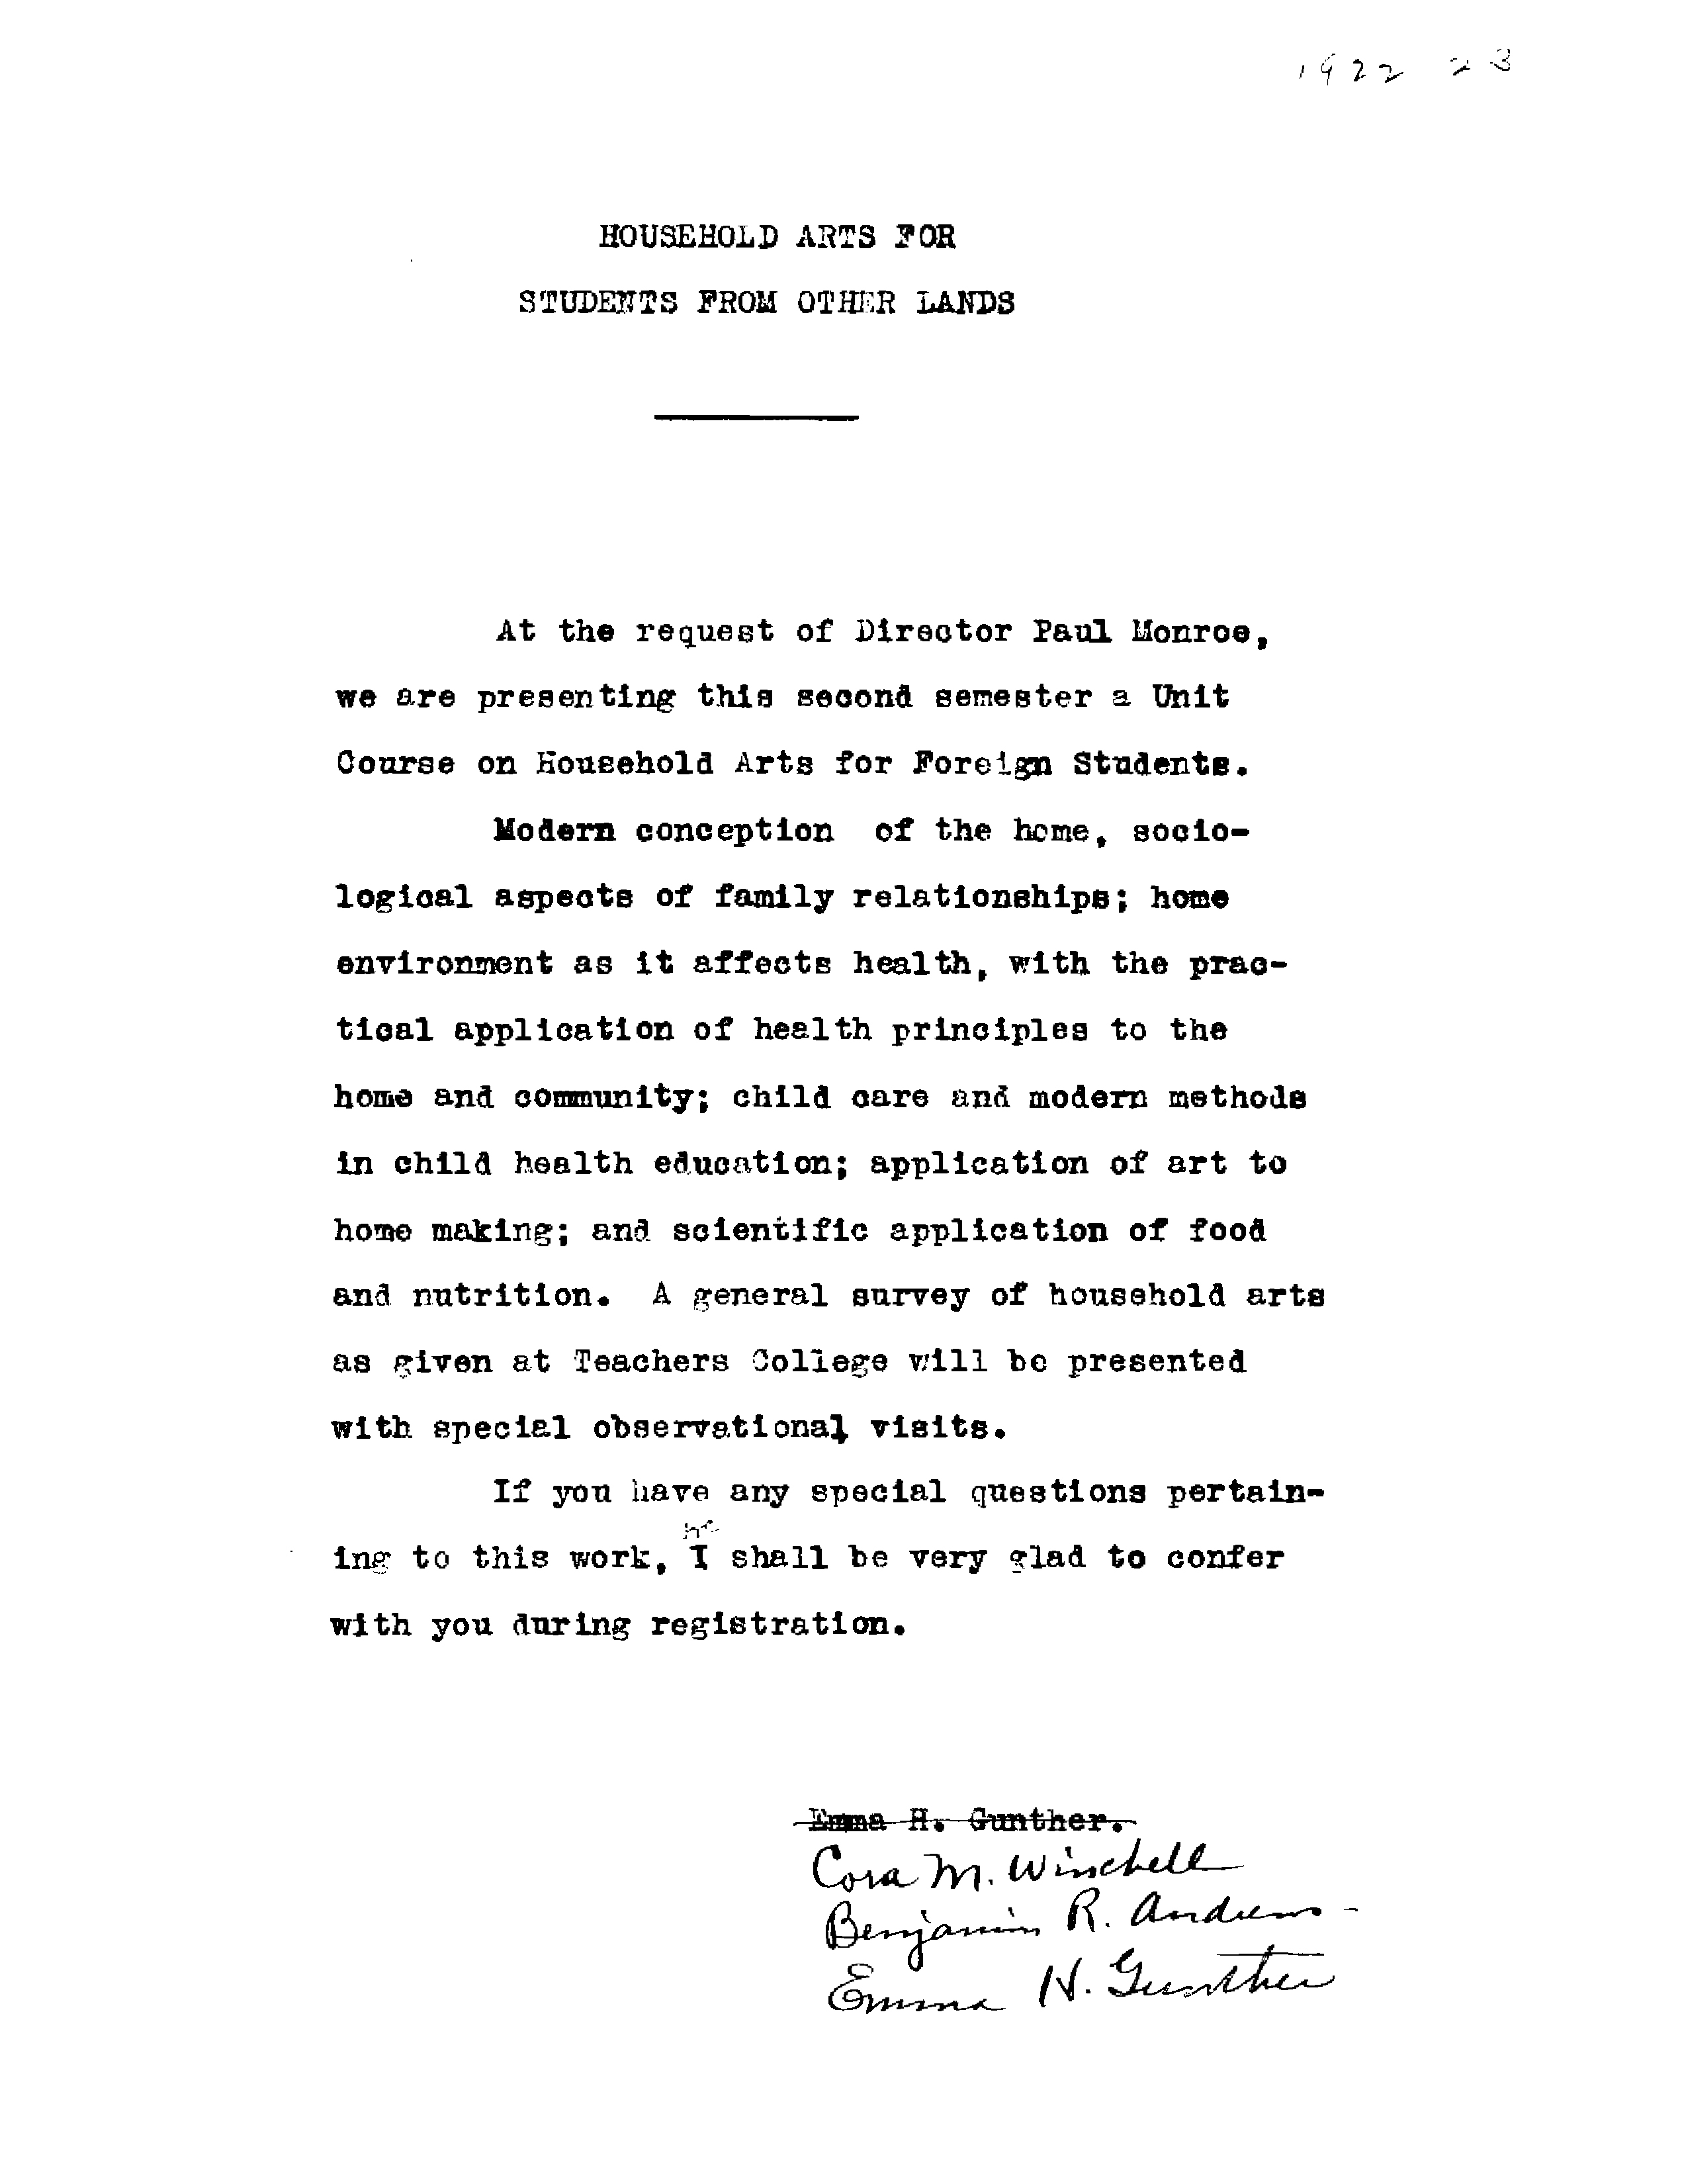 1922 23
HOUSEHOLD ARTS FOR
STUDENTS FROM OTHER LANDS
At the request of Director Paul Monroe,
we are presenting this second semester a Unit
Course on Household Arts for Foreign Students.
Modern conception of the home, socio-
logical aspects of family relationships; home
environment as it affects health, with the prac-
tical application of health principles to the
home and community; child care and modern methods
in child health education; application of art to
home making; and scientific application of food
and nutrition. A general survey of household arts
as given at Teachers College will be presented
with special observational visits.
If you have any special questions pertain-
we
ing to this work, I shall be very glad to confer
with you during registration.
Emma H. Gunther.
Cora M. Winchell
Benjamin R. Andrews
Emma H. Gunther